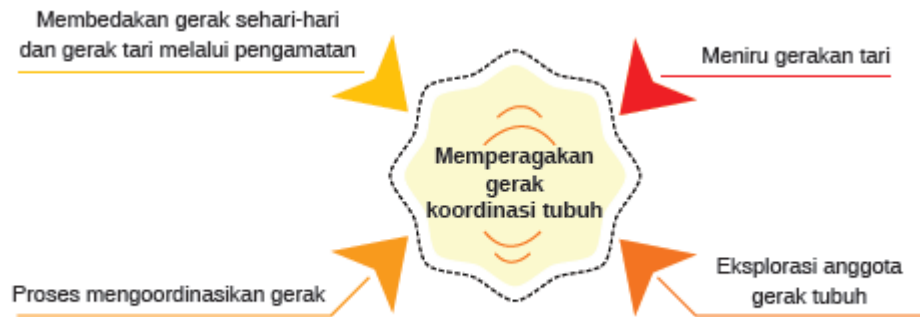 Membedakan gerak sehari-hari
dan gerak tari melalui pengamatan
Meniru gerakan tari
Memperagakan
gerak
koordinasi tubuh
Proses mengoordinasikan gerak
Eksplorasi anggota
gerak tubuh